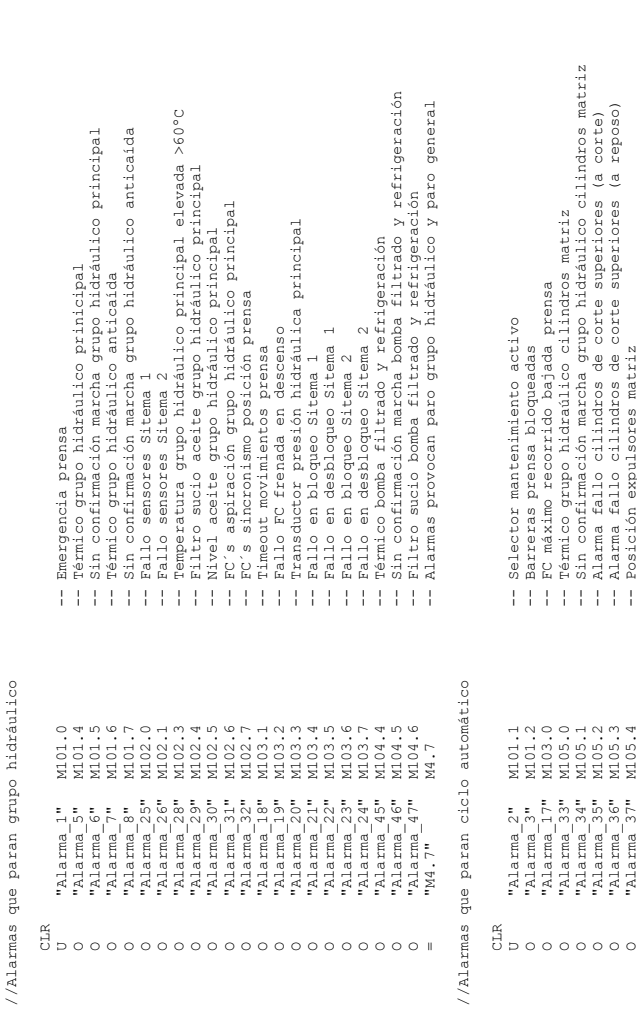 //Alarmas que paran grupo hidráulico
CLR
U "Alarma_1" M101.0 -- Emergencia prensa
O "Alarma_5" M101.4 -- Térmico grupo hidráulico prinicipal
O "Alarma_6" M101.5 -- Sin confirmación marcha grupo hidráulico principal
O "Alarma_7" M101.6 -- Térmico grupo hidráulico anticaída
O "Alarma_8" M101.7 -- Sin confirmación marcha grupo hidráulico anticaída
O "Alarma_25" M102.0 -- Fallo sensores Sitema 1
O "Alarma_26" M102.1 -- Fallo sensores Sitema 2
O "Alarma_28" M102.3 -- Temperatura grupo hidráulico principal elevada >60ºC
O "Alarma_29" M102.4 -- Filtro sucio aceite grupo hidráulico principal
O "Alarma_30" M102.5 -- Nivel aceite grupo hidráulico principal
O "Alarma_31" M102.6 -- FC´s aspiración grupo hidráulico principal
O "Alarma_32" M102.7 -- FC´s sincronismo posición prensa
O "Alarma_18" M103.1 -- Timeout movimientos prensa
O "Alarma_19" M103.2 -- Fallo FC frenada en descenso
O "Alarma_20" M103.3 -- Transductor presión hidráulica principal
O "Alarma_21" M103.4 -- Fallo en bloqueo Sitema 1
O "Alarma_22" M103.5 -- Fallo en desbloqueo Sitema 1
O "Alarma_23" M103.6 -- Fallo en bloqueo Sitema 2
O "Alarma_24" M103.7 -- Fallo en desbloqueo Sitema 2
O "Alarma_45" M104.4 -- Térmico bomba filtrado y refrigeración
O "Alarma_46" M104.5 -- Sin confirmación marcha bomba filtrado y refrigeración
O "Alarma_47" M104.6 -- Filtro sucio bomba filtrado y refrigeración
= "M4.7" M4.7 -- Alarmas provocan paro grupo hidráulico y paro general
//Alarmas que paran ciclo automático
CLR
U "Alarma_2" M101.1 -- Selector mantenimiento activo
O "Alarma_3" M101.2 -- Barreras prensa bloqueadas
O "Alarma_17" M103.0 -- FC máximo recorrido bajada prensa
O "Alarma_33" M105.0 -- Térmico grupo hidraúlico cilindros matriz
O "Alarma_34" M105.1 -- Sin confirmación marcha grupo hidráulico cilindros matriz
O "Alarma_35" M105.2 -- Alarma fallo cilindros de corte superiores (a corte)
O "Alarma_36" M105.3 -- Alarma fallo cilindros de corte superiores (a reposo)
O "Alarma_37" M105.4 -- Posición expulsores matriz